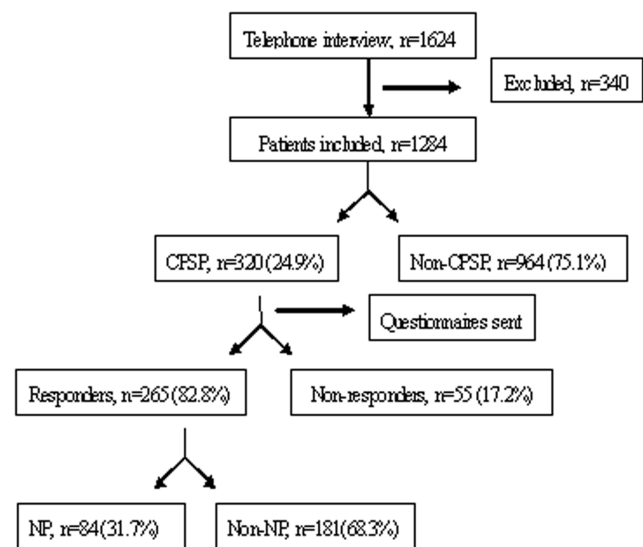 Telephone interview, n=1624
Excluded, n=340
Patients included, n=1284
CPSP, n=320 (24.9%)
Non-CPSP, n=964 (75.1%)
Questionnaires sent
Responders, n=265 (82.8%)
Non-responders, n=55 (17.2%)
NP, n=84 (31.7%)
Non-NP, n=181 (68.3%)